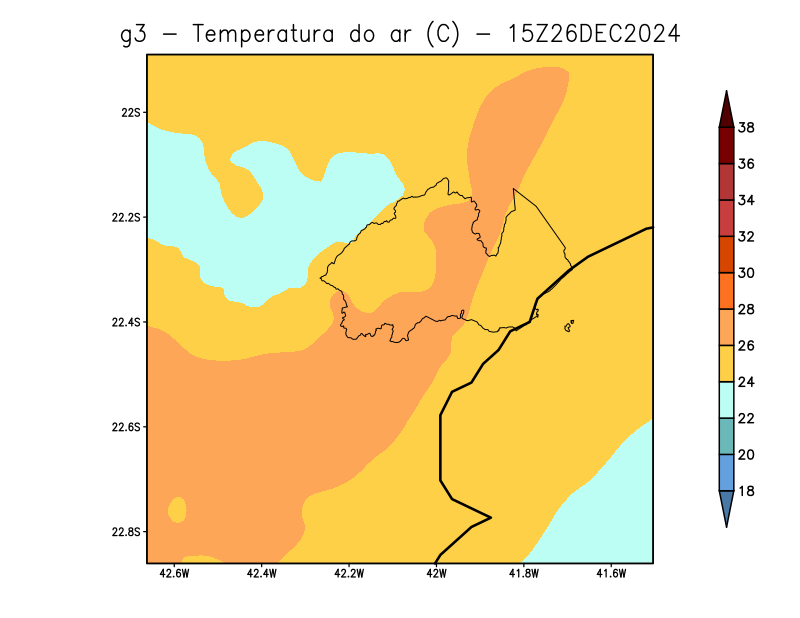 g3 - Temperatura do ar (C) - 15Z26DEC2024
22S
22.2S
22.4S
22.6S
22.8S
42.6W
42.4W
42.2W
42W
41.8W
41.6W
38
36
34
32
30
28
26
24
22
20
18